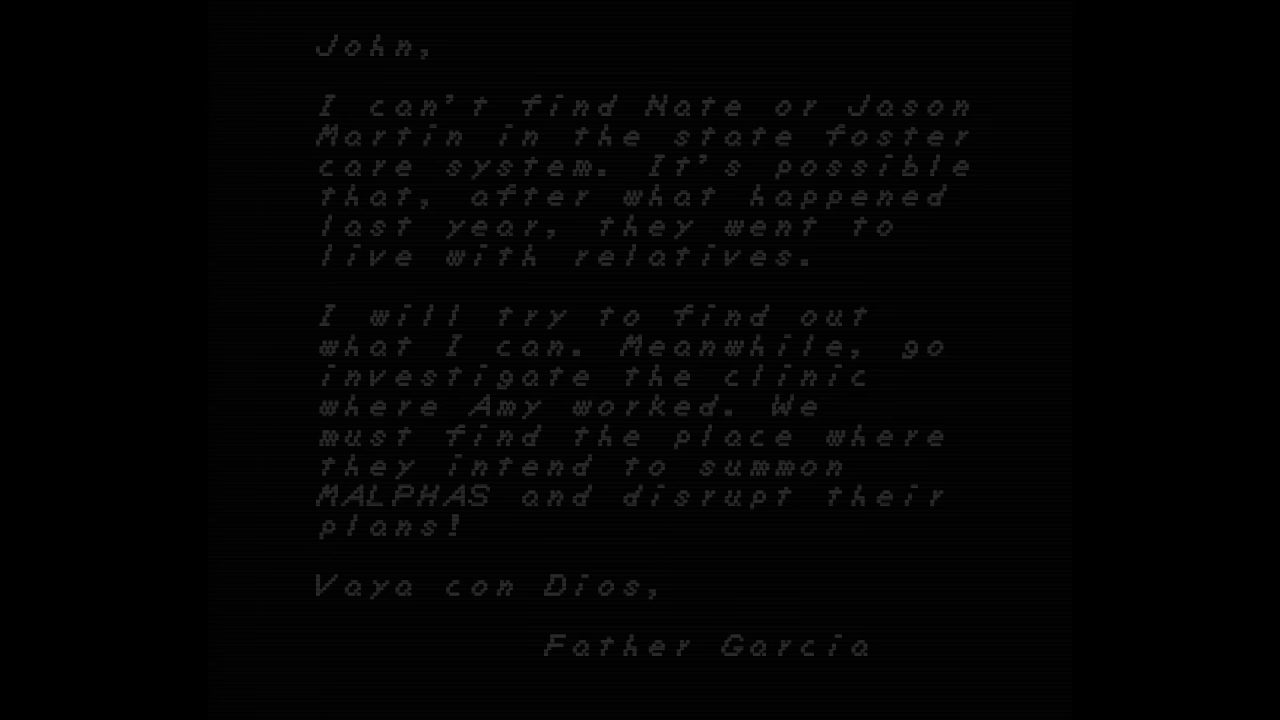 John,
I can't find Nate or Jason
Martin in the state foster
care system. It's possible
that, after what happened
last year, they went to
live with relatives.
I will try to find out
what I can. Meanwhile, go
investigate the clinic
where Amy worked. We
must find the place where
they intend to summon
MALPHAS and disrupt their
plans!
Vaya con Dios,
Father Garcia